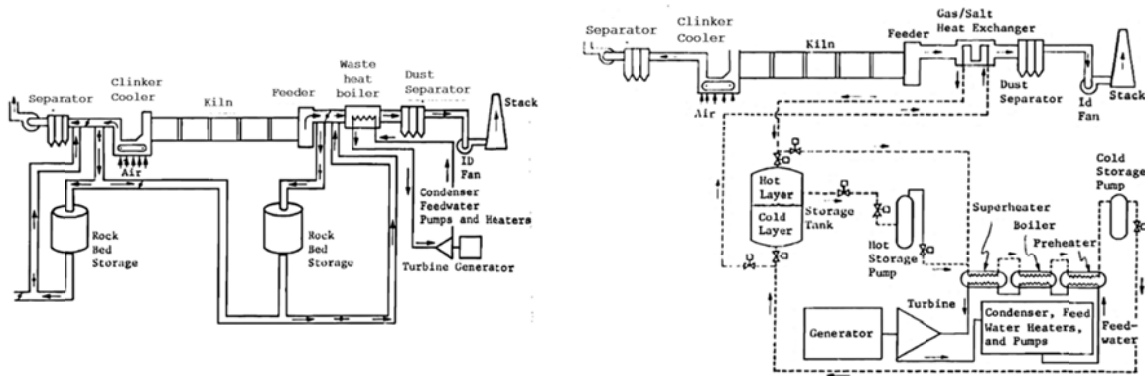 Separator
Clinker
Cooler
Kiln
Feeder
Waste
heat
boiler
Dust
Separator
Stack
Air
ID
Fan
Condenser
Feedwater
Pumps and Heaters
Rock
Bed
Storage
Rock
Bed
Storage
Turbine Generator
Separator
Clinker
Cooler
Kiln
Feeder
Gas/Salt
Heat Exchanger
Air
Dust
Separator
Id
Fan
Stack
Hot
Layer
Cold
Layer
Storage
Tank
Hot
Storage
Pump
Cold
Storage
Pump
Superheater
Boiler
Preheater
Turbine
Generator
Condenser, Feed
Water Heaters,
and Pumps
Feed-
water